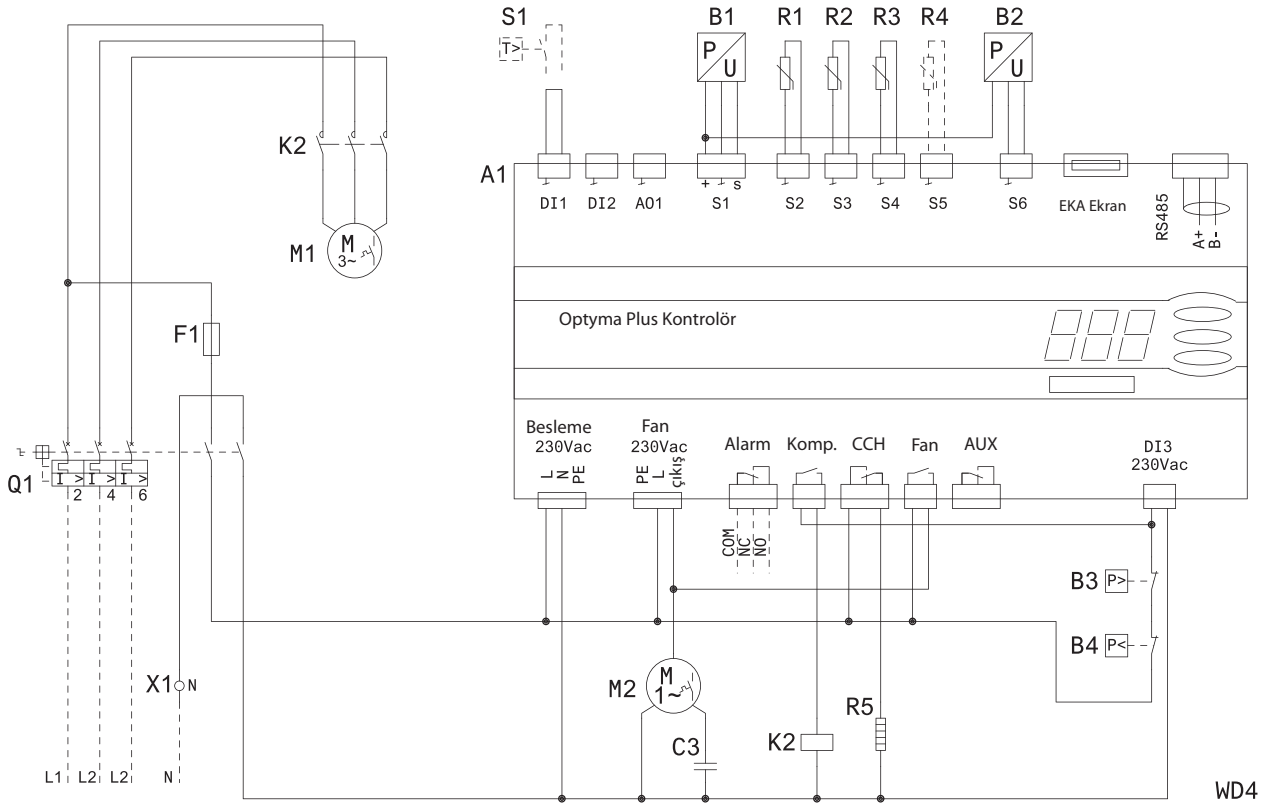 S1
B1
R1
R2
R3
R4
B2
T>
P
U
P
U
K2
A1
+
s
DI1
DI2
AO1
S1
S2
S3
S4
S5
S6
EKA Ekran
RS485
A+
B-
M1
M
3~
Optyma Plus Kontrolör
F1
Besleme
230Vac
L
N
PE
Fan
230Vac
PE
L
çıkış
Alarm
Komp.
CCH
Fan
AUX
DI3
230Vac
Q1
I >
I >
I >
2
4
6
COM
NC
NO
B3
P>
B4
P<
X1
N
M2
M
1~
C3
K2
R5
L1
L2
L2
N
WD4